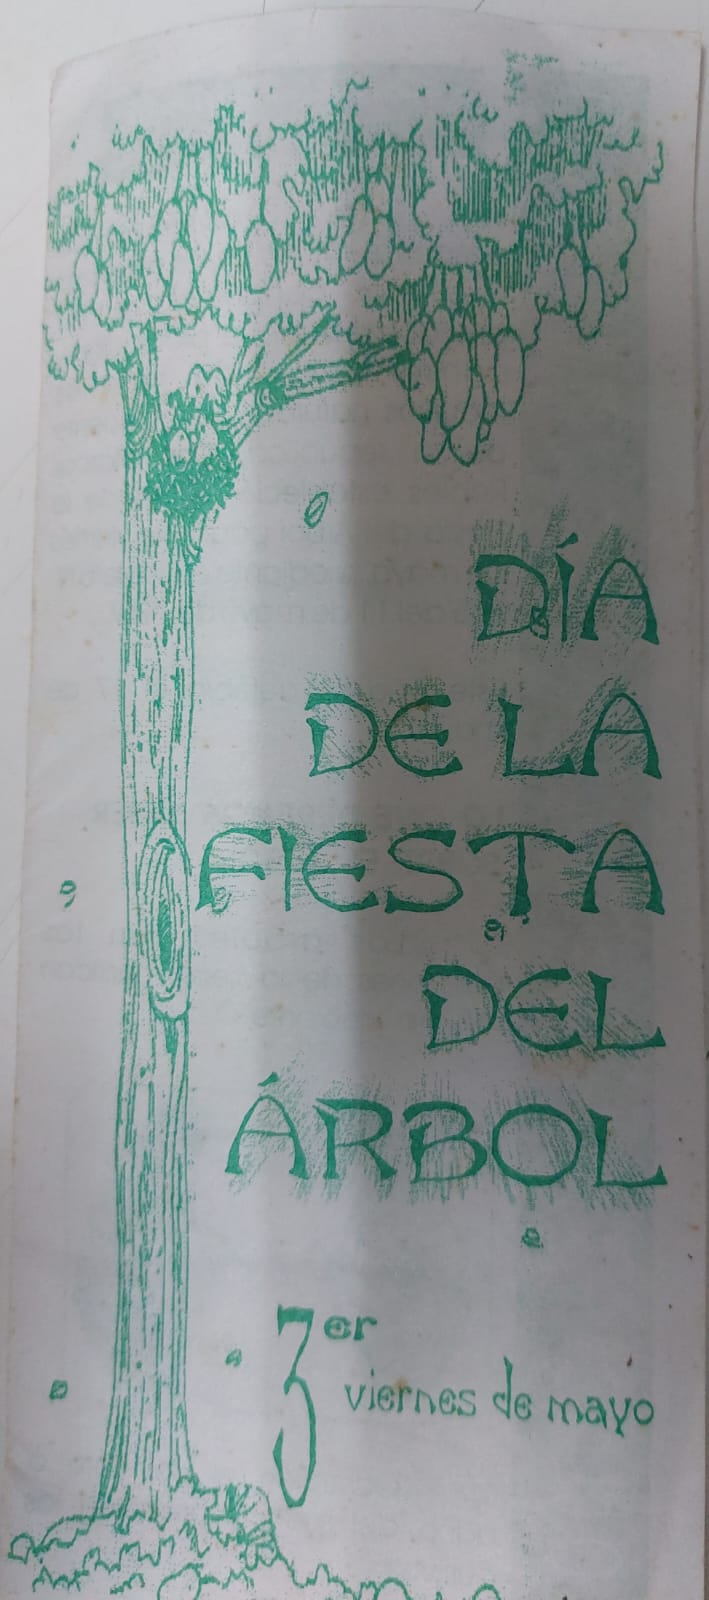 DÍA
DE LA
FIESTA
DEL
ÁRBOL
3er
viernes de mayo